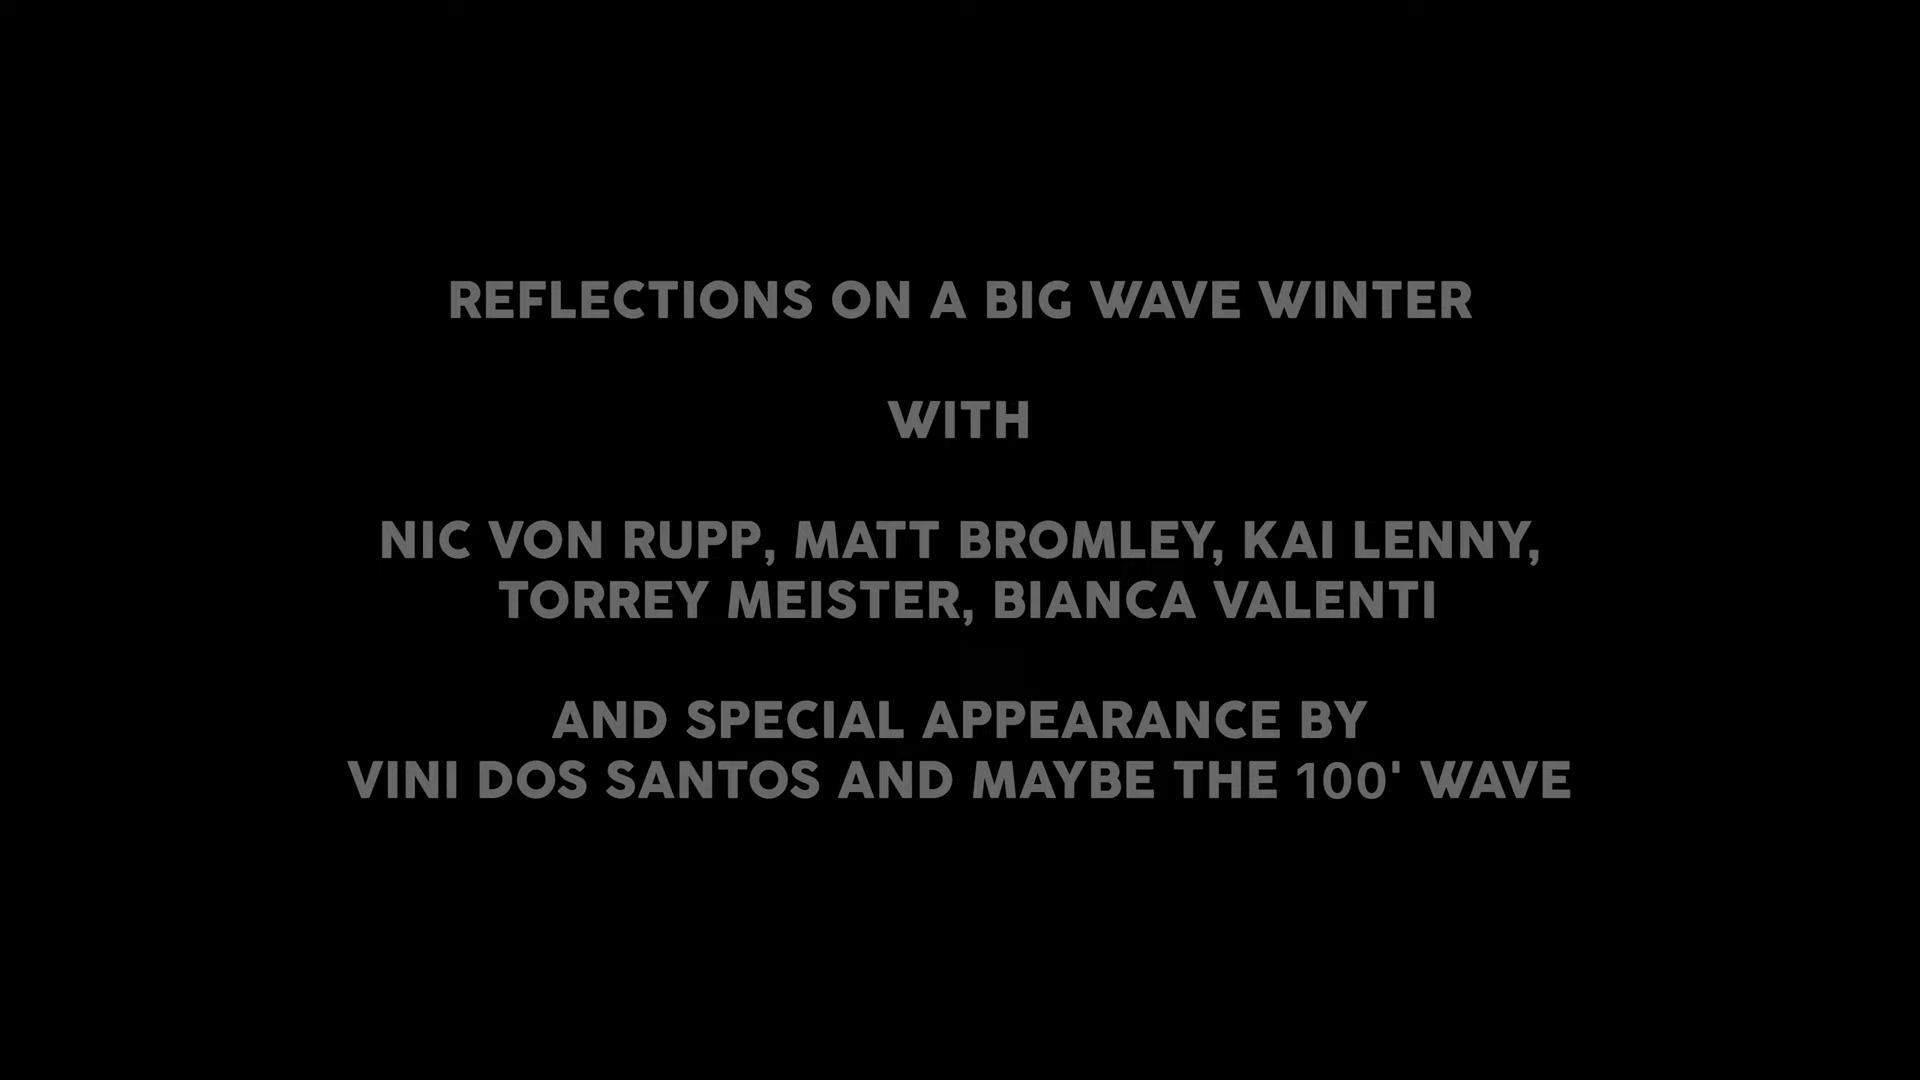 REFLECTIONS ON A BIG WAVE WINTER
WITH
NIC VON RUPP, MATT BROMLEY, KAI LENNY,
TORREY MEISTER, BIANCA VALENTI
AND SPECIAL APPEARANCE BY
VINI DOS SANTOS AND MAYBE THE 100' WAVE